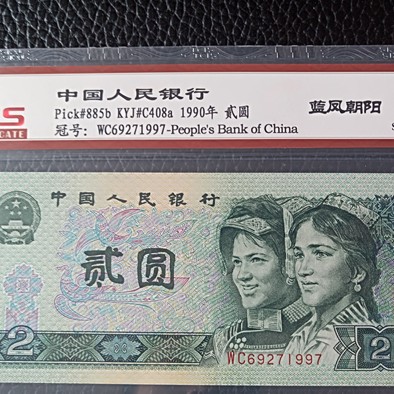 中国人民银行
Pick#885b KYJ#C408a 1990年 贰圆
蓝凤朝阳
冠号: WC69271997-People's Bank of China
中国人民银行
贰圆
WC69271997
2
2